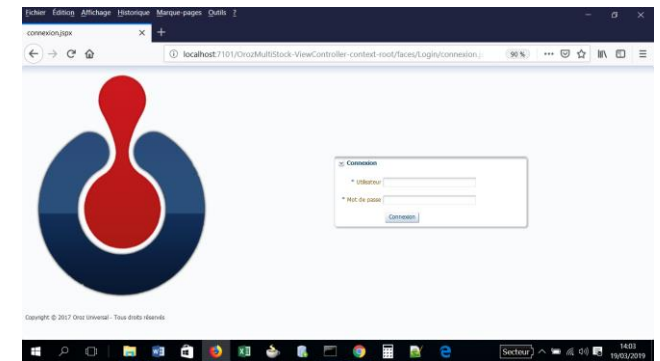 Fichier Édition Affichage Historique Marque-pages Outils ?
connexion.jspx
localhost:7101/OrozMultiStock-ViewController-context-root/faces/Login/connexion.j
90 %
Connexion
* Utilisateur
* Mot de passe
Connexion
Copyright © 2017 Oroz Universal - Tous droits réservés
Secteur
14:03
19/03/2019